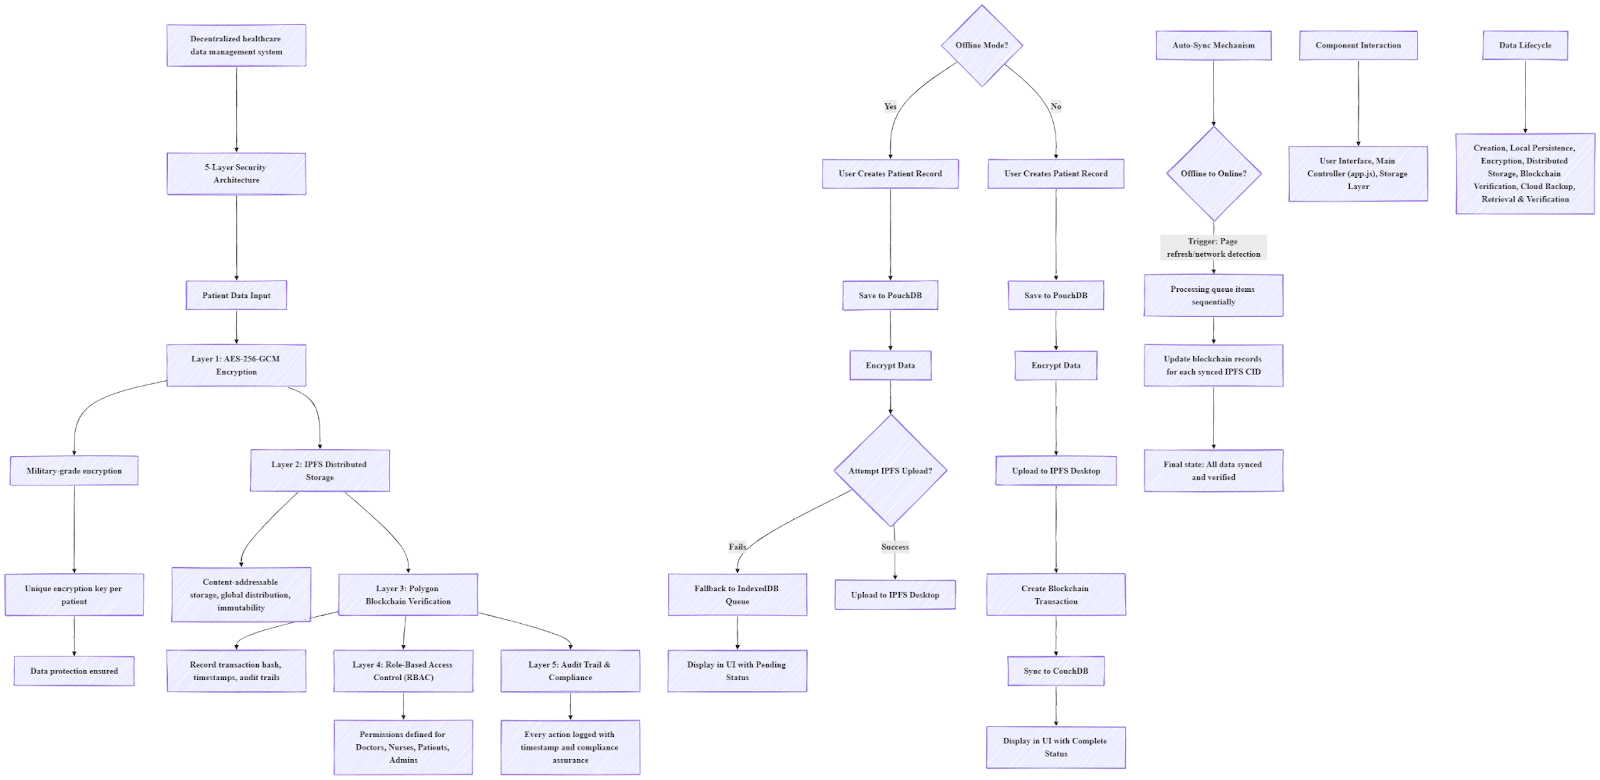 Decentralized healthcare
data management system
5-Layer Security
Architecture
Patient Data Input
Layer 1: AES-256-GCM
Encryption
Military-grade encryption
Layer 2: IPFS Distributed
Storage
Unique encryption key per
patient
Content-addressable
storage, global distribution,
immutability
Layer 3: Polygon
Blockchain Verification
Data protection ensured
Record transaction hash,
timestamps, audit trails
Layer 4: Role-Based Access
Control (RBAC)
Layer 5: Audit Trail &
Compliance
Permissions defined for
Doctors, Nurses, Patients,
Admins
Every action logged with
timestamp and compliance
assurance
Offline Mode?
Yes
No
User Creates Patient Record
User Creates Patient Record
Save to PouchDB
Save to PouchDB
Encrypt Data
Encrypt Data
Attempt IPFS Upload?
Upload to IPFS Desktop
Fails
Success
Fallback to IndexedDB
Queue
Upload to IPFS Desktop
Create Blockchain
Transaction
Display in UI with Pending
Status
Sync to CouchDB
Display in UI with Complete
Status
Auto-Sync Mechanism
Offline to Online?
Trigger: Page
refresh/network detection
Processing queue items
sequentially
Update blockchain records
for each synced IPFS CID
Final state: All data synced
and verified
Component Interaction
User Interface, Main
Controller (app.js), Storage
Layer
Data Lifecycle
Creation, Local Persistence,
Encryption, Distributed
Storage, Blockchain
Verification, Cloud Backup,
Retrieval & Verification